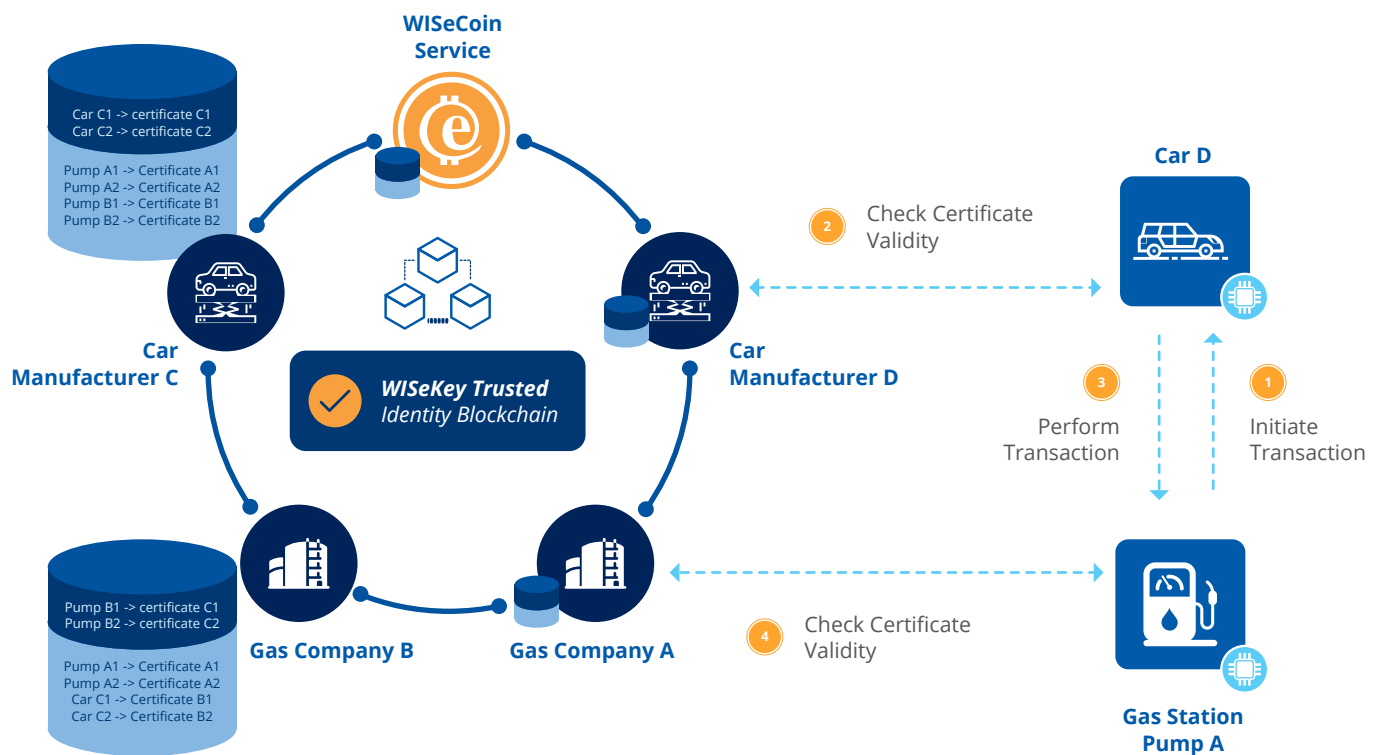 WISeCoin
Service
Car C1 -> certificate C1
Car C2 -> certificate C2
Pump A1 -> Certificate A1
Pump A2 -> Certificate A2
Pump B1 -> Certificate B1
Pump B2 -> Certificate B2
Car
Manufacturer C
WISeKey Trusted
Identity Blockchain
Car
Manufacturer D
2
Check Certificate
Validity
Car D
3
Perform
Transaction
1
Initiate
Transaction
Pump B1 -> certificate C1
Pump B2 -> certificate C2
Pump A1 -> Certificate A1
Pump A2 -> Certificate A2
Car C1 -> Certificate B1
Car C2 -> Certificate B2
Gas Company B
Gas Company A
4
Check Certificate
Validity
Gas Station
Pump A